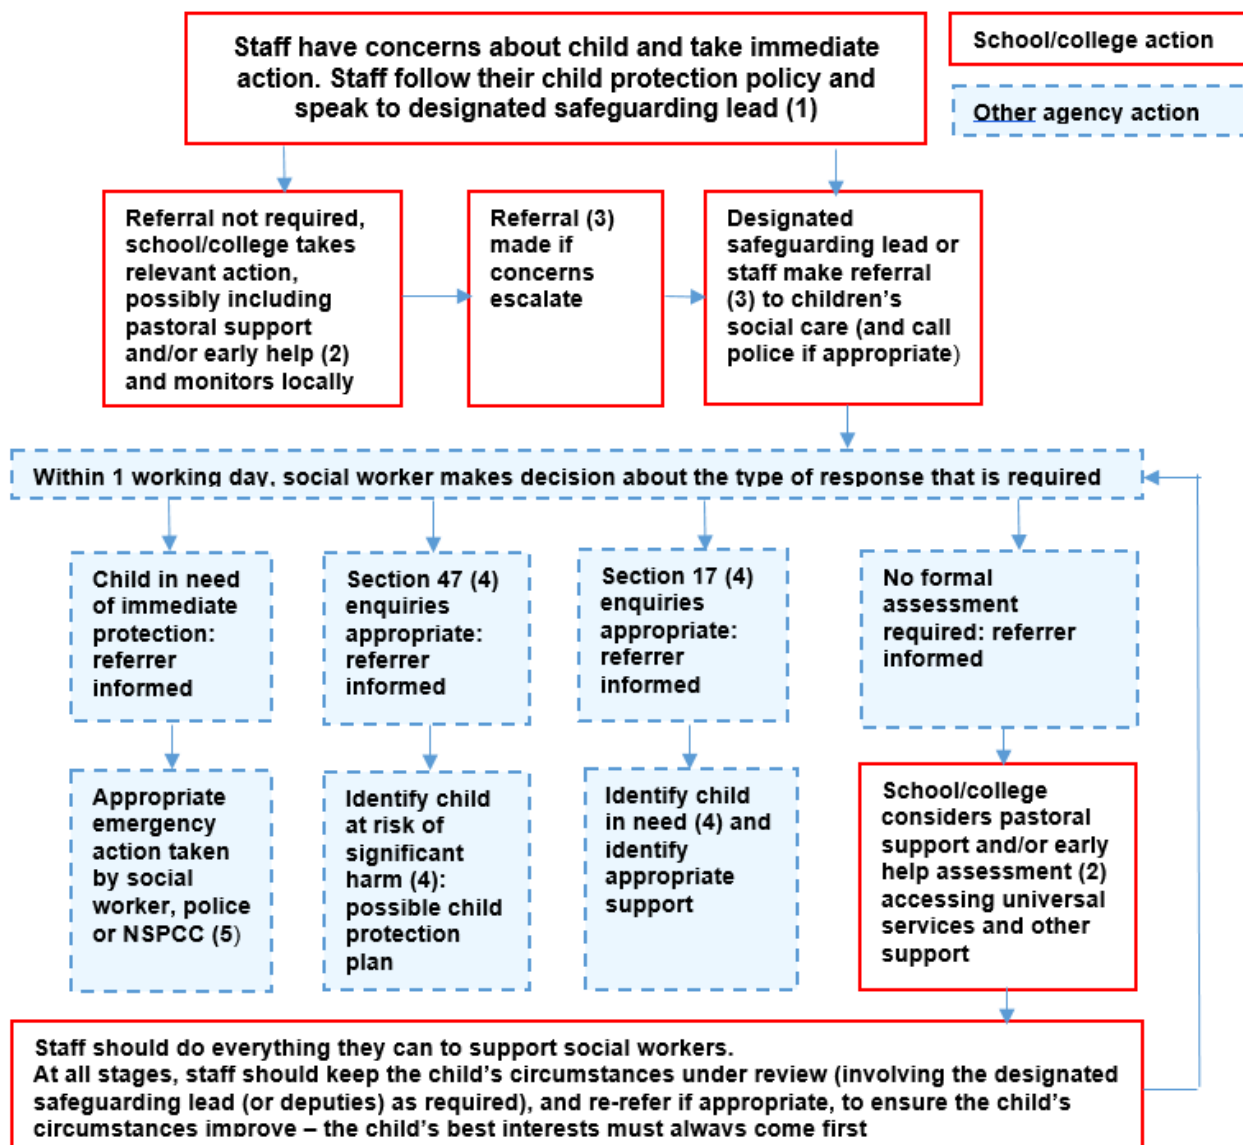 Staff have concerns about child and take immediate
action. Staff follow their child protection policy and
speak to designated safeguarding lead (1)
School/college action
Other agency action
Referral not required,
school/college takes
relevant action,
possibly including
pastoral support
and/or early help (2)
and monitors locally
Referral (3)
made if
concerns
escalate
Designated
safeguarding lead or
staff make referral
(3) to children’s
social care (and call
police if appropriate)
Within 1 working day, social worker makes decision about the type of response that is required
Child in need
of immediate
protection:
referrer
informed
Section 47 (4)
enquiries
appropriate:
referrer
informed
Section 17 (4)
enquiries
appropriate:
referrer
informed
No formal
assessment
required: referrer
informed
Appropriate
emergency
action taken
by social
worker, police
or NSPCC (5)
Identify child
at risk of
significant
harm (4):
possible child
protection
plan
Identify child
in need (4) and
identify
appropriate
support
School/college
considers pastoral
support and/or early
help assessment (2)
accessing universal
services and other
support
Staff should do everything they can to support social workers.
At all stages, staff should keep the child’s circumstances under review (involving the designated
safeguarding lead (or deputies) as required), and re-refer if appropriate, to ensure the child’s
circumstances improve – the child’s best interests must always come first